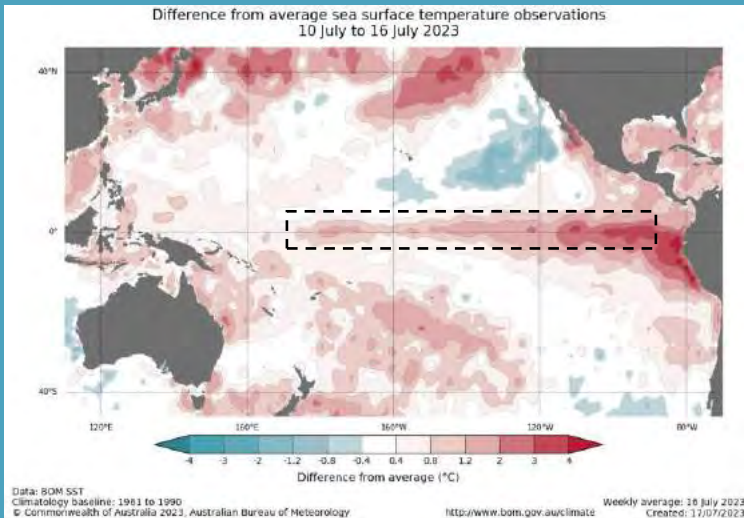 Difference from average sea surface temperature observations
10 July to 16 July 2023
40°N
0°
40°S
120°E 160°E 160°W 120°W 80°W
-4 -3 -2 -1.2 -0.8 -0.4 0.4 0.8 1.2 2 3 4
Difference from average (°C)
Data: BOM SST
Climatology baseline: 1961 to 1990 Weekly average: 16 July 2023
© Commonwealth of Australia 2023, Australian Bureau of Meteorology http://www.bom.gov.au/climate Created: 17/07/2023